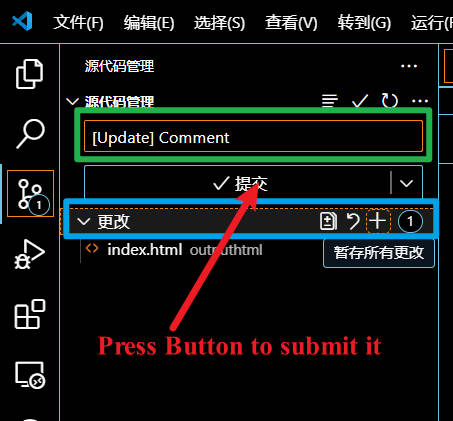 文件(F) 编辑(E) 选择(S) 查看(V) 转到(G) 运行(
源代码管理
源代码管理
[Update] Comment
提交
1
更改 1
index.html outputhtml
暂存所有更改
Press Button to submit it